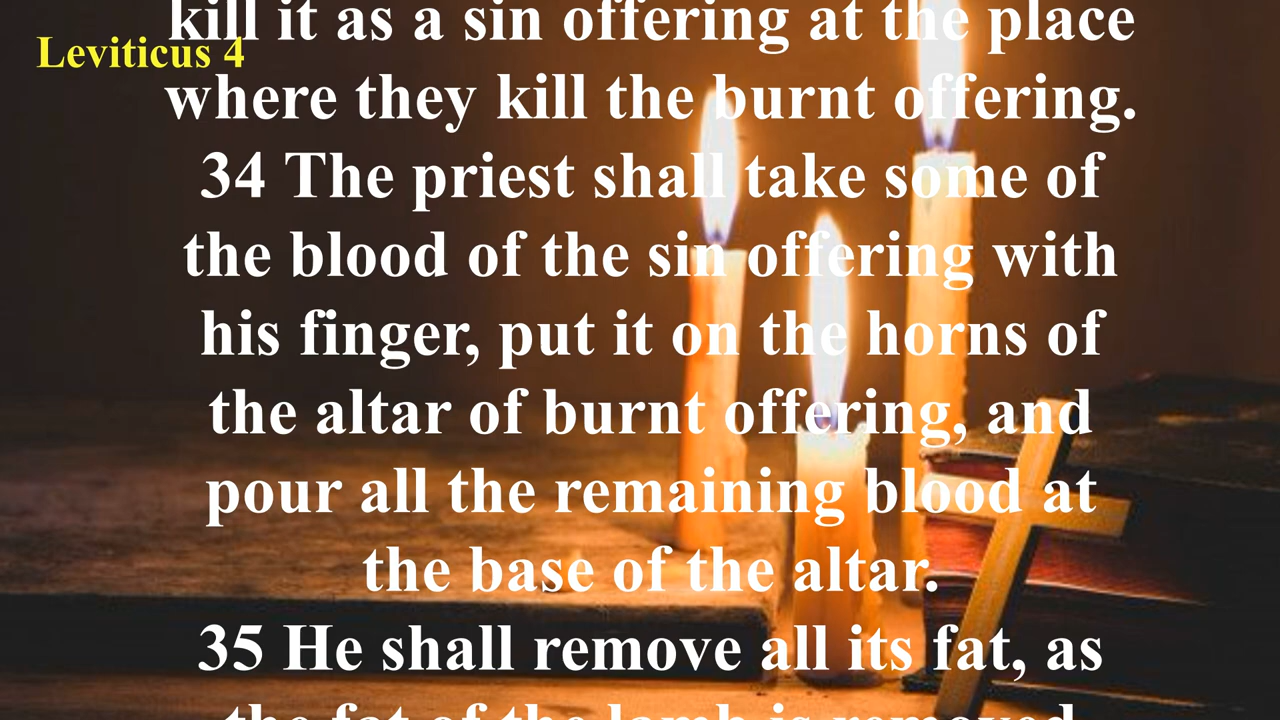 kill it as a sin offering at the place
Leviticus 4
where they kill the burnt offering.
34 The priest shall take some of
the blood of the sin offering with
his finger, put it on the horns of
the altar of burnt offering, and
pour all the remaining blood at
the base of the altar.
35 He shall remove all its fat, as
the fat of the lamb is removed